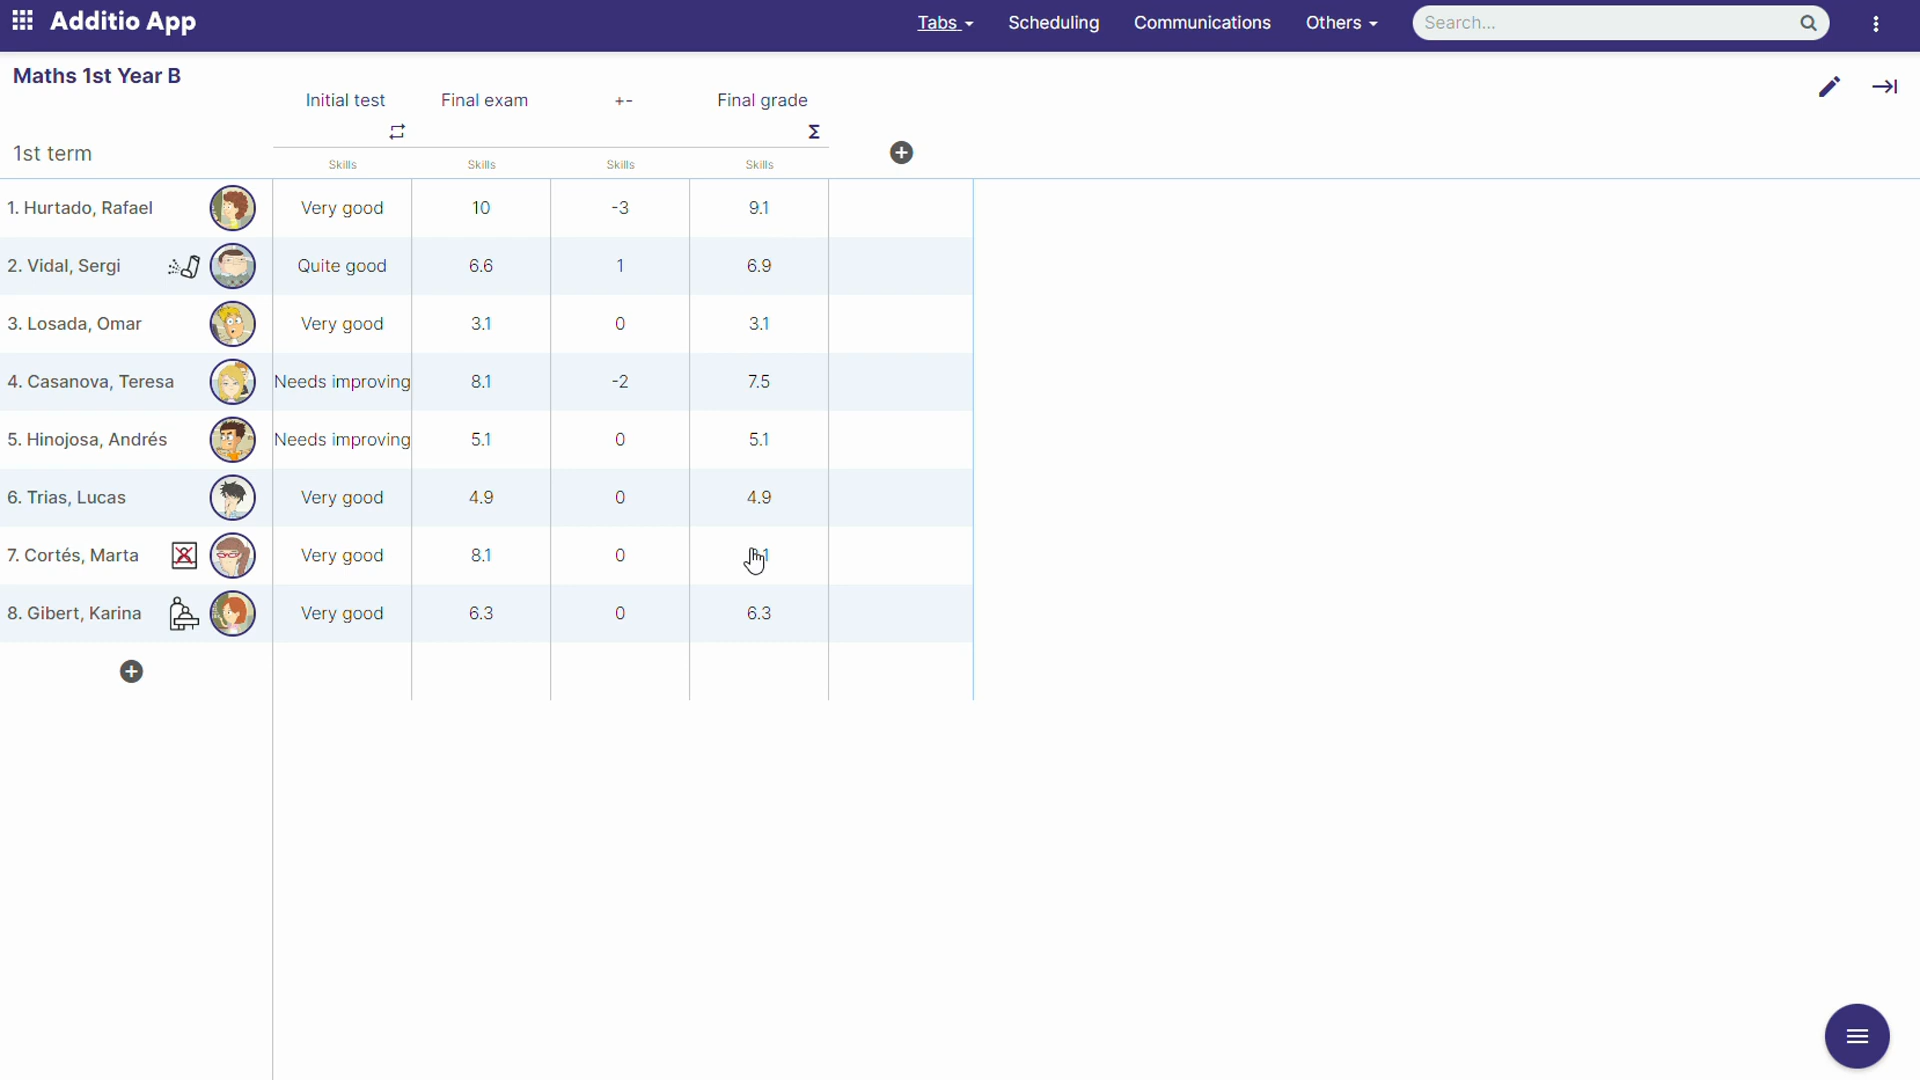 Additio App
Tabs Scheduling Communications Others Search...
Maths 1st Year B
Initial test Final exam +- Final grade
Σ
1st term
Skills Skills Skills Skills
1. Hurtado, Rafael Very good 10 -3 9.1
2. Vidal, Sergi Quite good 6.6 1 6.9
3. Losada, Omar Very good 3.1 0 3.1
4. Casanova, Teresa Needs improving 8.1 -2 7.5
5. Hinojosa, Andrés Needs improving 5.1 0 5.1
6. Trias, Lucas Very good 4.9 0 4.9
7. Cortés, Marta Very good 8.1 0
8. Gibert, Karina Very good 6.3 0 6.3